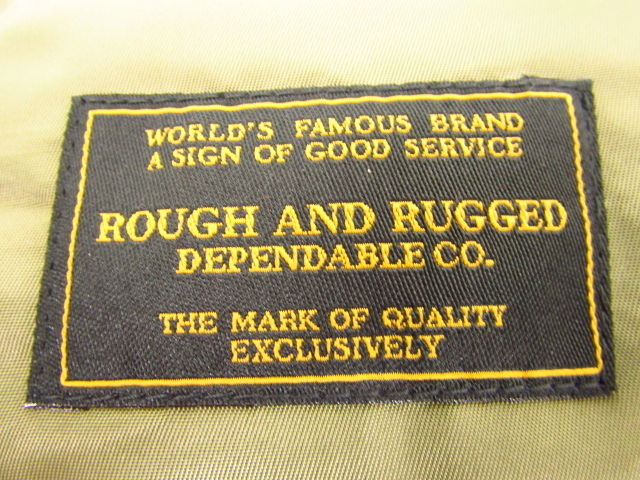 WORLD'S FAMOUS BRAND
A SIGN OF GOOD SERVICE
ROUGH AND RUGGED
DEPENDABLE CO.
THE MARK OF QUALITY
EXCLUSIVELY